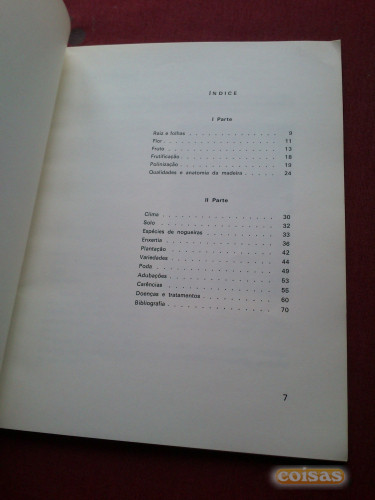 ÍNDICE
I Parte
Raiz e folhas . . . . . . . . . . . . . 9
Flor . . . . . . . . . . . . . . . . . 11
Fruto . . . . . . . . . . . . . . . . 13
Frutificação . . . . . . . . . . . . . 18
Polinização . . . . . . . . . . . . . 19
Qualidades e anatomia da madeira . . . . . 24
II Parte
Clima . . . . . . . . . . . . . . . . 30
Solo . . . . . . . . . . . . . . . . . 32
Espécies de nogueiras . . . . . . . . . 33
Enxertia . . . . . . . . . . . . . . . 36
Plantação . . . . . . . . . . . . . . 42
Variedades . . . . . . . . . . . . . . 44
Poda . . . . . . . . . . . . . . . . . 49
Adubações . . . . . . . . . . . . . . 53
Carências . . . . . . . . . . . . . . 55
Doenças e tratamentos . . . . . . . . . 60
Bibliografia . . . . . . . . . . . . . 70
7
coisas